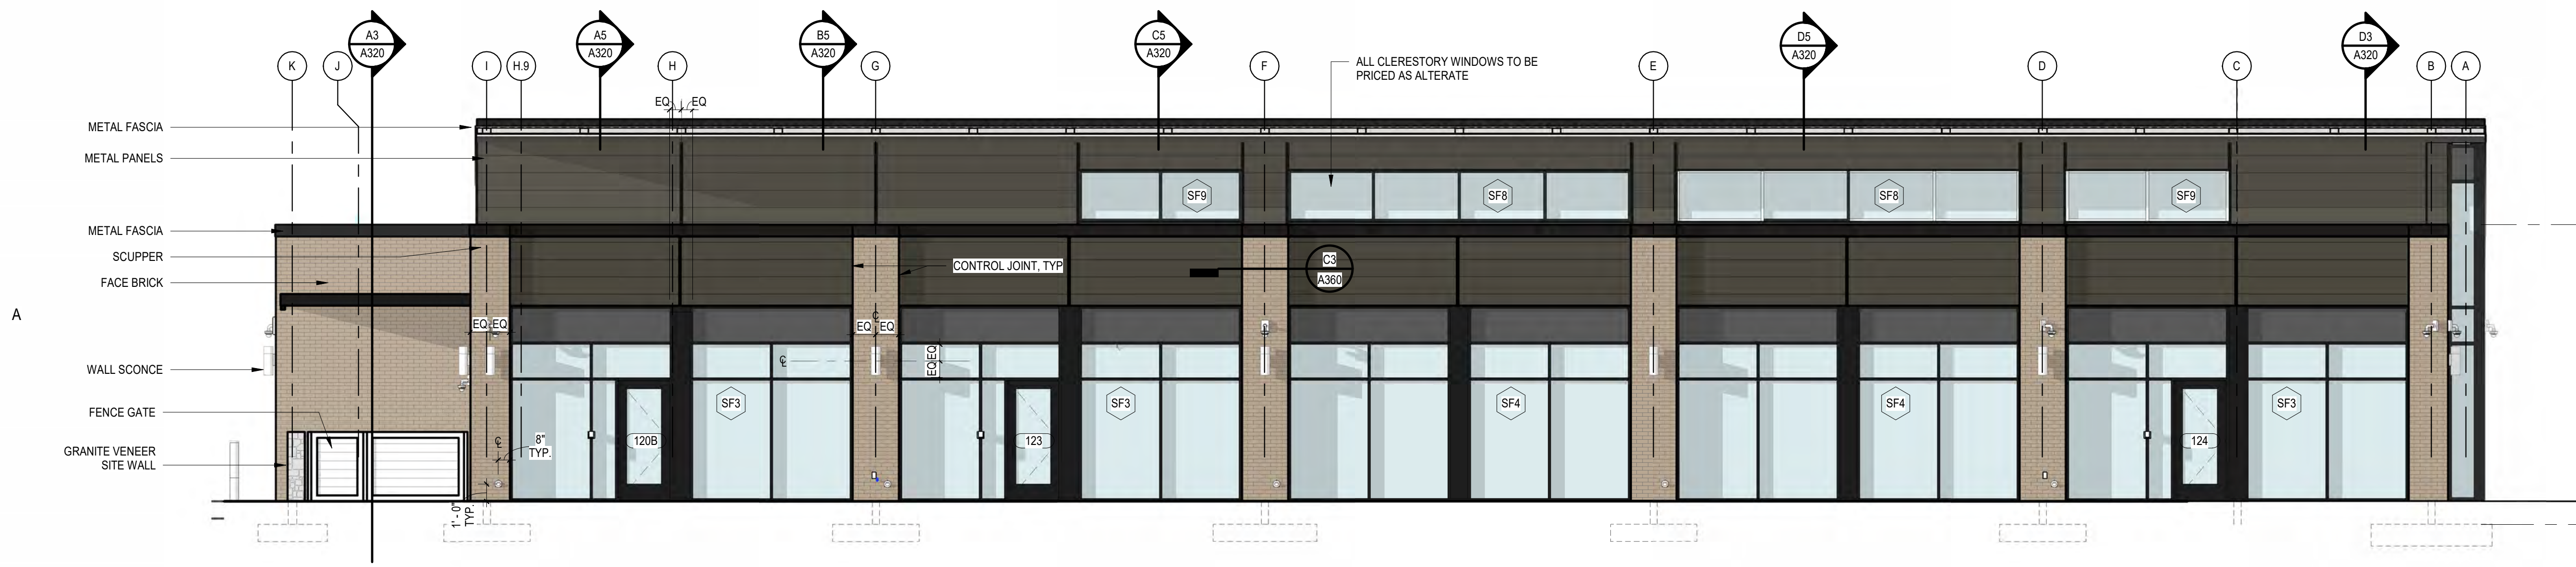 A3
A320
A5
A320
B5
A320
C5
A320
D5
A320
D3
A320
K
J
I
H.9
H
G
F
E
D
C
B
A
ALL CLERESTORY WINDOWS TO BE
PRICED AS ALTERATE
EQ
EQ
METAL FASCIA
METAL PANELS
SF9
SF8
SF8
SF9
METAL FASCIA
SCUPPER
FACE BRICK
CONTROL JOINT, TYP
C3
A360
A
EQ
EQ
EQ
EQ
EQ
EQ
WALL SCONCE
FENCE GATE
GRANITE VENEER
SITE WALL
8"
TYP.
1' - 0"
TYP.
120B
SF3
123
SF3
SF4
SF4
124
SF3